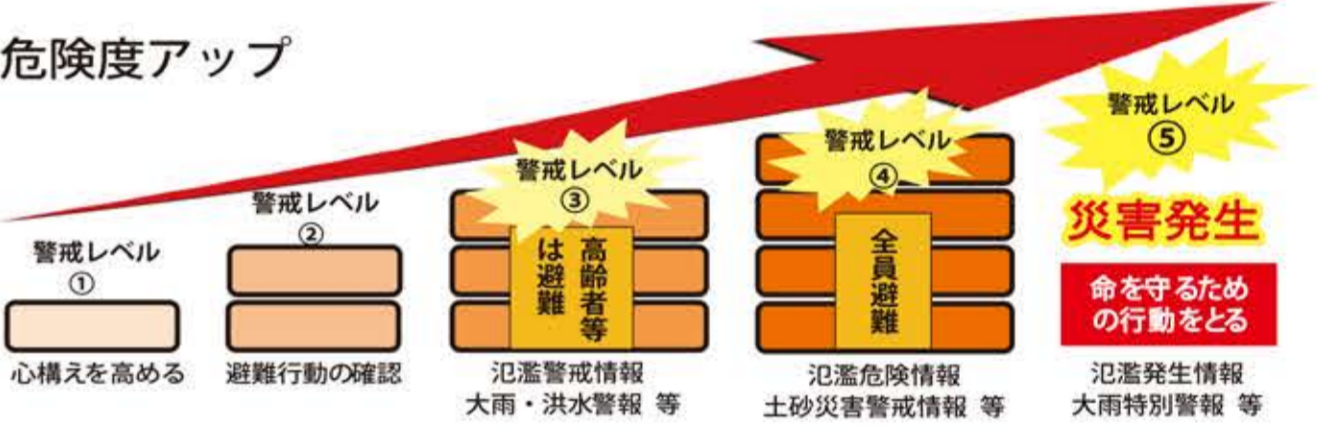 危険度アップ
警戒レベル
①
心構えを高める
警戒レベル
②
避難行動の確認
警戒レベル
③
高齢者等
は避難
氾濫警戒情報
大雨・洪水警報 等
警戒レベル
④
全員避難
氾濫危険情報
土砂災害警戒情報 等
警戒レベル
⑤
災害発生
命を守るため
の行動をとる
氾濫発生情報
大雨特別警報 等